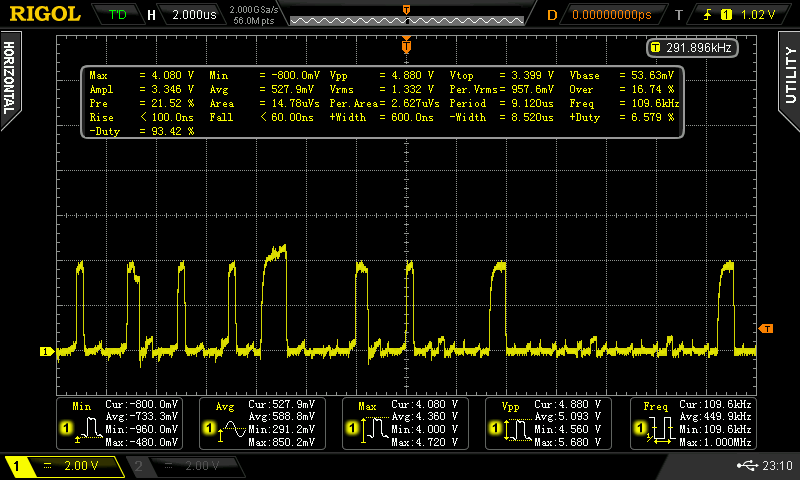 RIGOL T'D H 2.000us 2.000GSa/s 56.0M pts D 0.00000000ps T 1 1.02 V
HORIZONTAL
UTILITY
T 291.896kHz
Max = 4.080 V Min = -800.0mV Vpp = 4.880 V Vtop = 3.399 V Vbase = 53.63mV
Ampl = 3.346 V Avg = 527.9mV Vrms = 1.332 V Per.Vrms= 957.6mV Over = 16.74 %
Pre = 21.52 % Area = 14.78uVs Per.Area= 2.627uVs Period = 9.120us Freq = 109.6kHz
Rise < 100.0ns Fall < 60.00ns +Width = 600.0ns -Width = 8.520us +Duty = 6.579 %
-Duty = 93.42 %
T
T
1
Min Cur:-800.0mV
Avg:-733.3mV
1 Min:-960.0mV
Max:-480.0mV
Avg Cur:527.9mV
Avg:588.8mV
1 Min:291.2mV
Max:850.2mV
Max Cur:4.080 V
Avg:4.360 V
1 Min:4.000 V
Max:4.720 V
Vpp Cur:4.880 V
Avg:5.093 V
1 Min:4.560 V
Max:5.680 V
Freq Cur:109.6kHz
Avg:449.9kHz
1 Min:109.6kHz
Max:1.000MHz
1 2.00 V 2 2.00 V 23:10